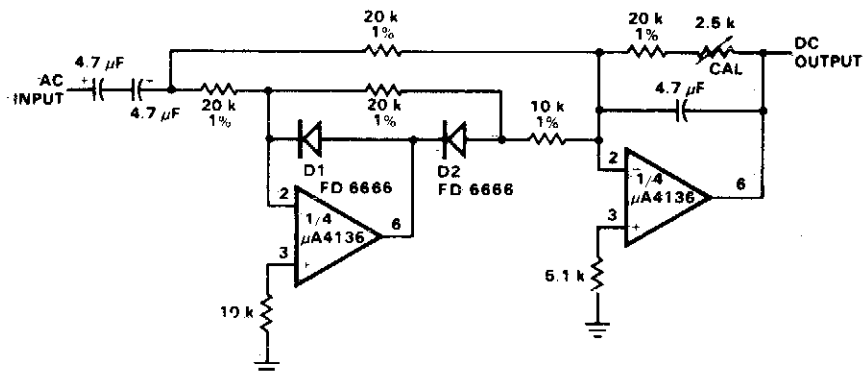 20 k
1%
20 k
1%
2.5 k
CAL
DC
OUTPUT
4.7 µF
+
−
AC
INPUT
4.7 µF
20 k
1%
20 k
1%
10 k
1%
4.7 µF
D1
FD 6666
D2
FD 6666
2
−
1/4
µA4136
6
3
+
10 k
2
−
1/4
µA4136
6
3
+
5.1 k